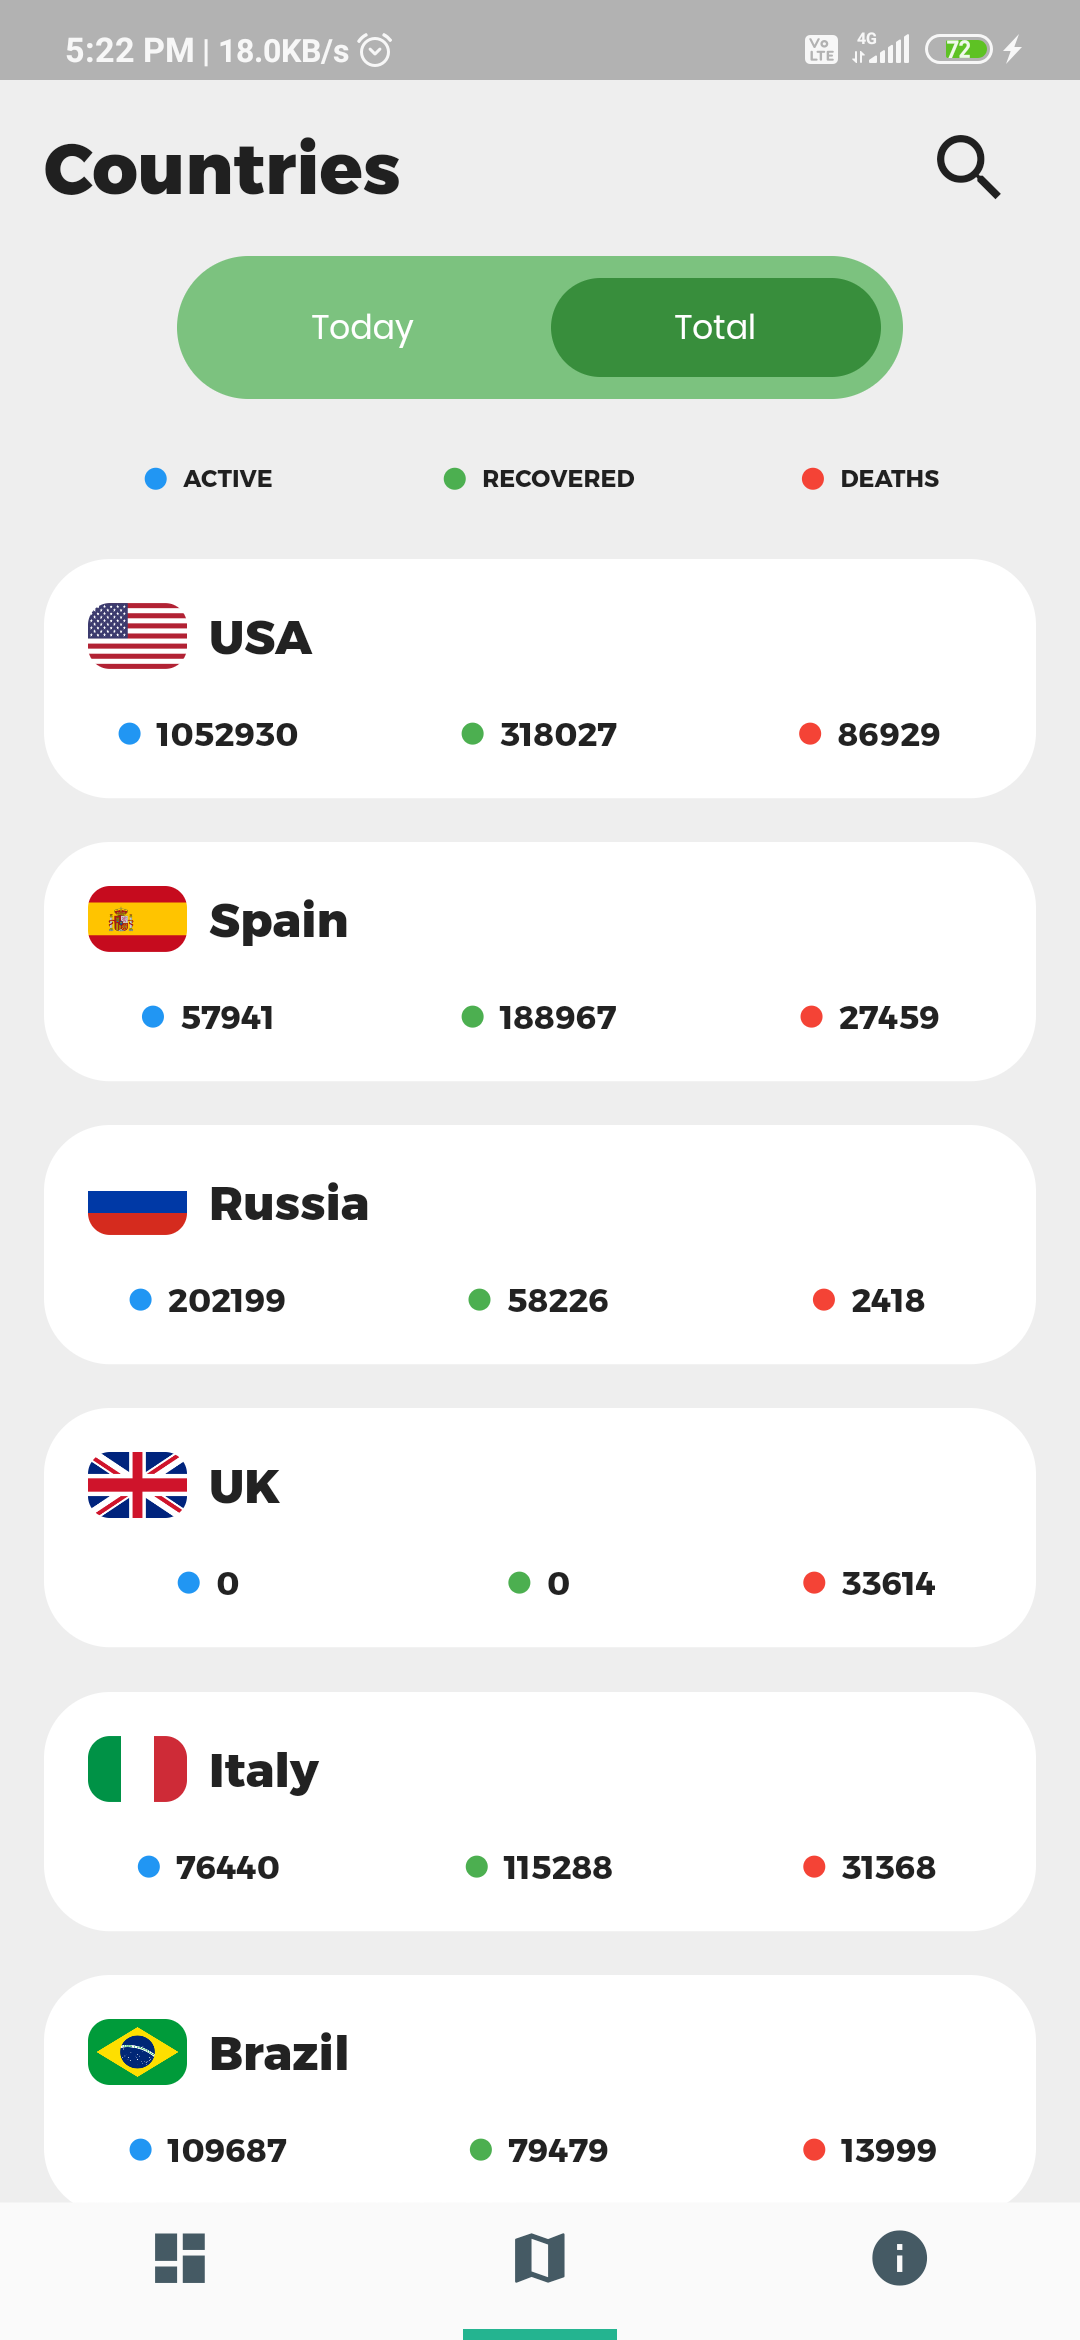 5:22 PM | 18.0KB/s Vo LTE 4G 72
Countries
Today Total
ACTIVE RECOVERED DEATHS
USA
1052930 318027 86929
Spain
57941 188967 27459
Russia
202199 58226 2418
UK
0 0 33614
Italy
76440 115288 31368
Brazil
109687 79479 13999